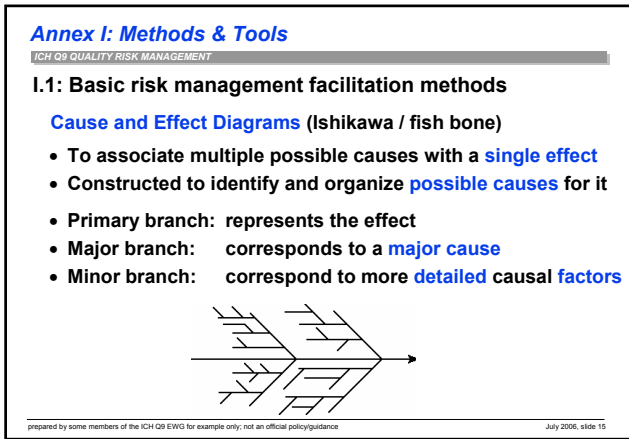 Annex I: Methods & Tools
ICH Q9 QUALITY RISK MANAGEMENT
I.1: Basic risk management facilitation methods
Cause and Effect Diagrams (Ishikawa / fish bone)
• To associate multiple possible causes with a single effect
• Constructed to identify and organize possible causes for it
• Primary branch: represents the effect
• Major branch: corresponds to a major cause
• Minor branch: correspond to more detailed causal factors
prepared by some members of the ICH Q9 EWG for example only; not an official policy/guidance July 2006, slide 15